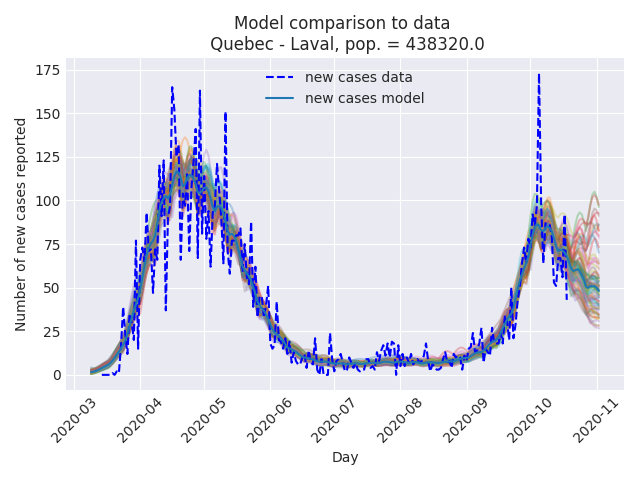 Model comparison to data
Quebec - Laval, pop. = 438320.0
new cases data
new cases model
Number of new cases reported
175
150
125
100
75
50
25
0
2020-03
2020-04
2020-05
2020-06
2020-07
2020-08
2020-09
2020-10
2020-11
Day